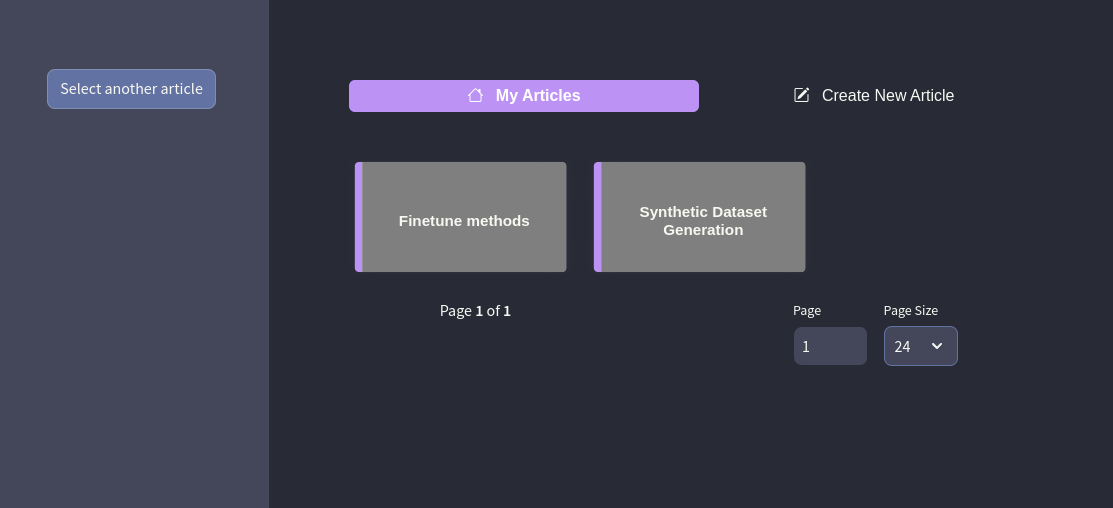 Select another article
My Articles
Create New Article
Finetune methods
Synthetic Dataset
Generation
Page 1 of 1
Page
Page Size
1
24